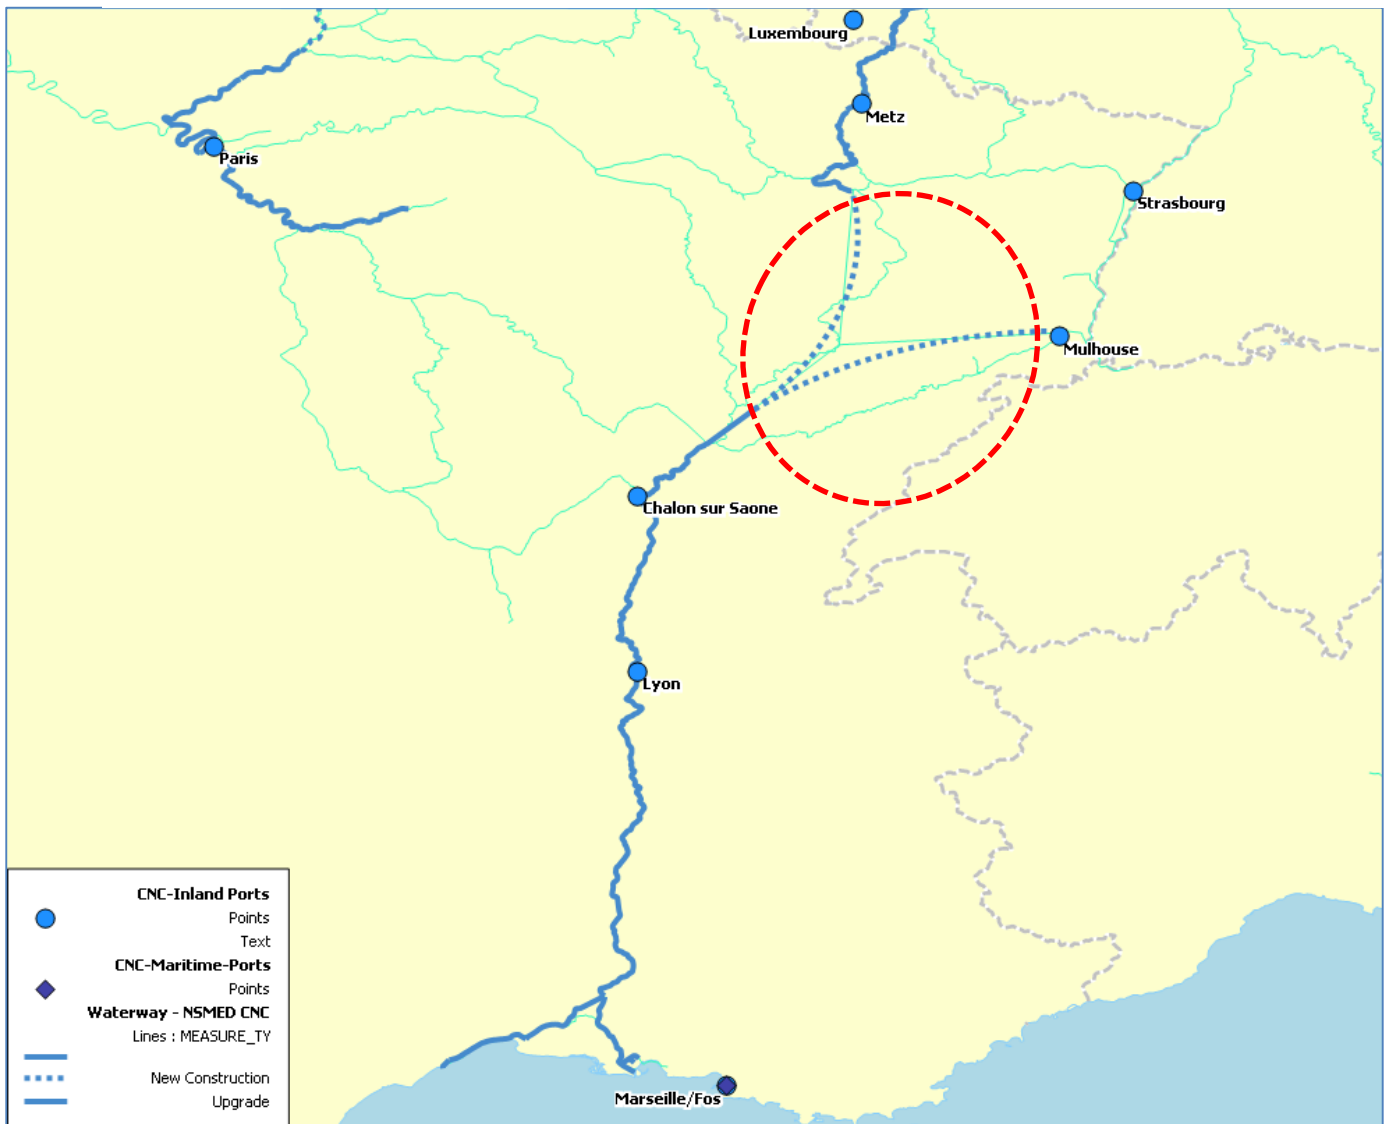 Luxembourg
Metz
Paris
Strasbourg
Mulhouse
Chalon sur Saone
Lyon
Marseille/Fos
CNC-Inland Ports
Points
Text
CNC-Maritime-Ports
Points
Waterway - NSMED CNC
Lines : MEASURE_TY
New Construction
Upgrade